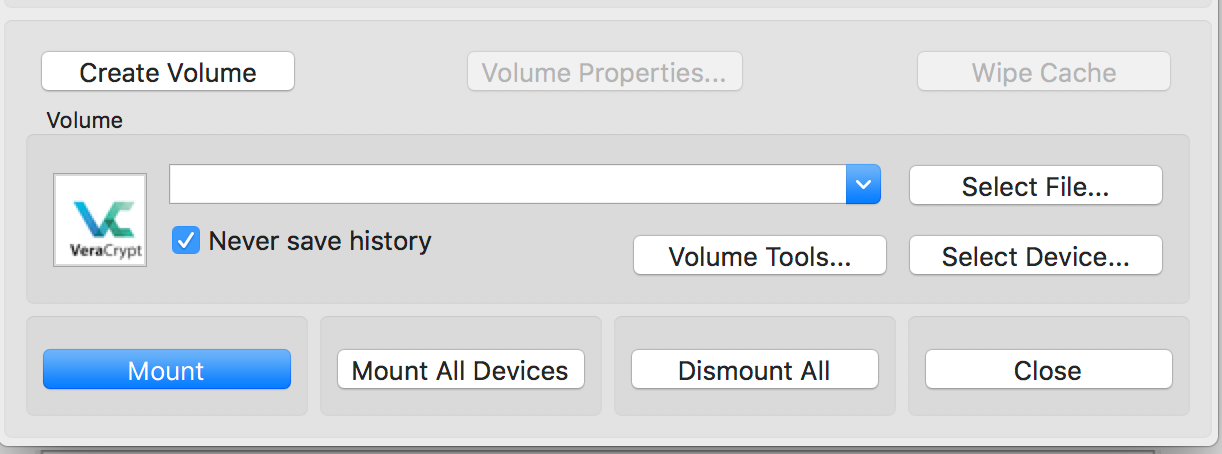 Create Volume
Volume Properties...
Wipe Cache
Volume
Select File...
VeraCrypt
Never save history
Volume Tools...
Select Device...
Mount
Mount All Devices
Dismount All
Close